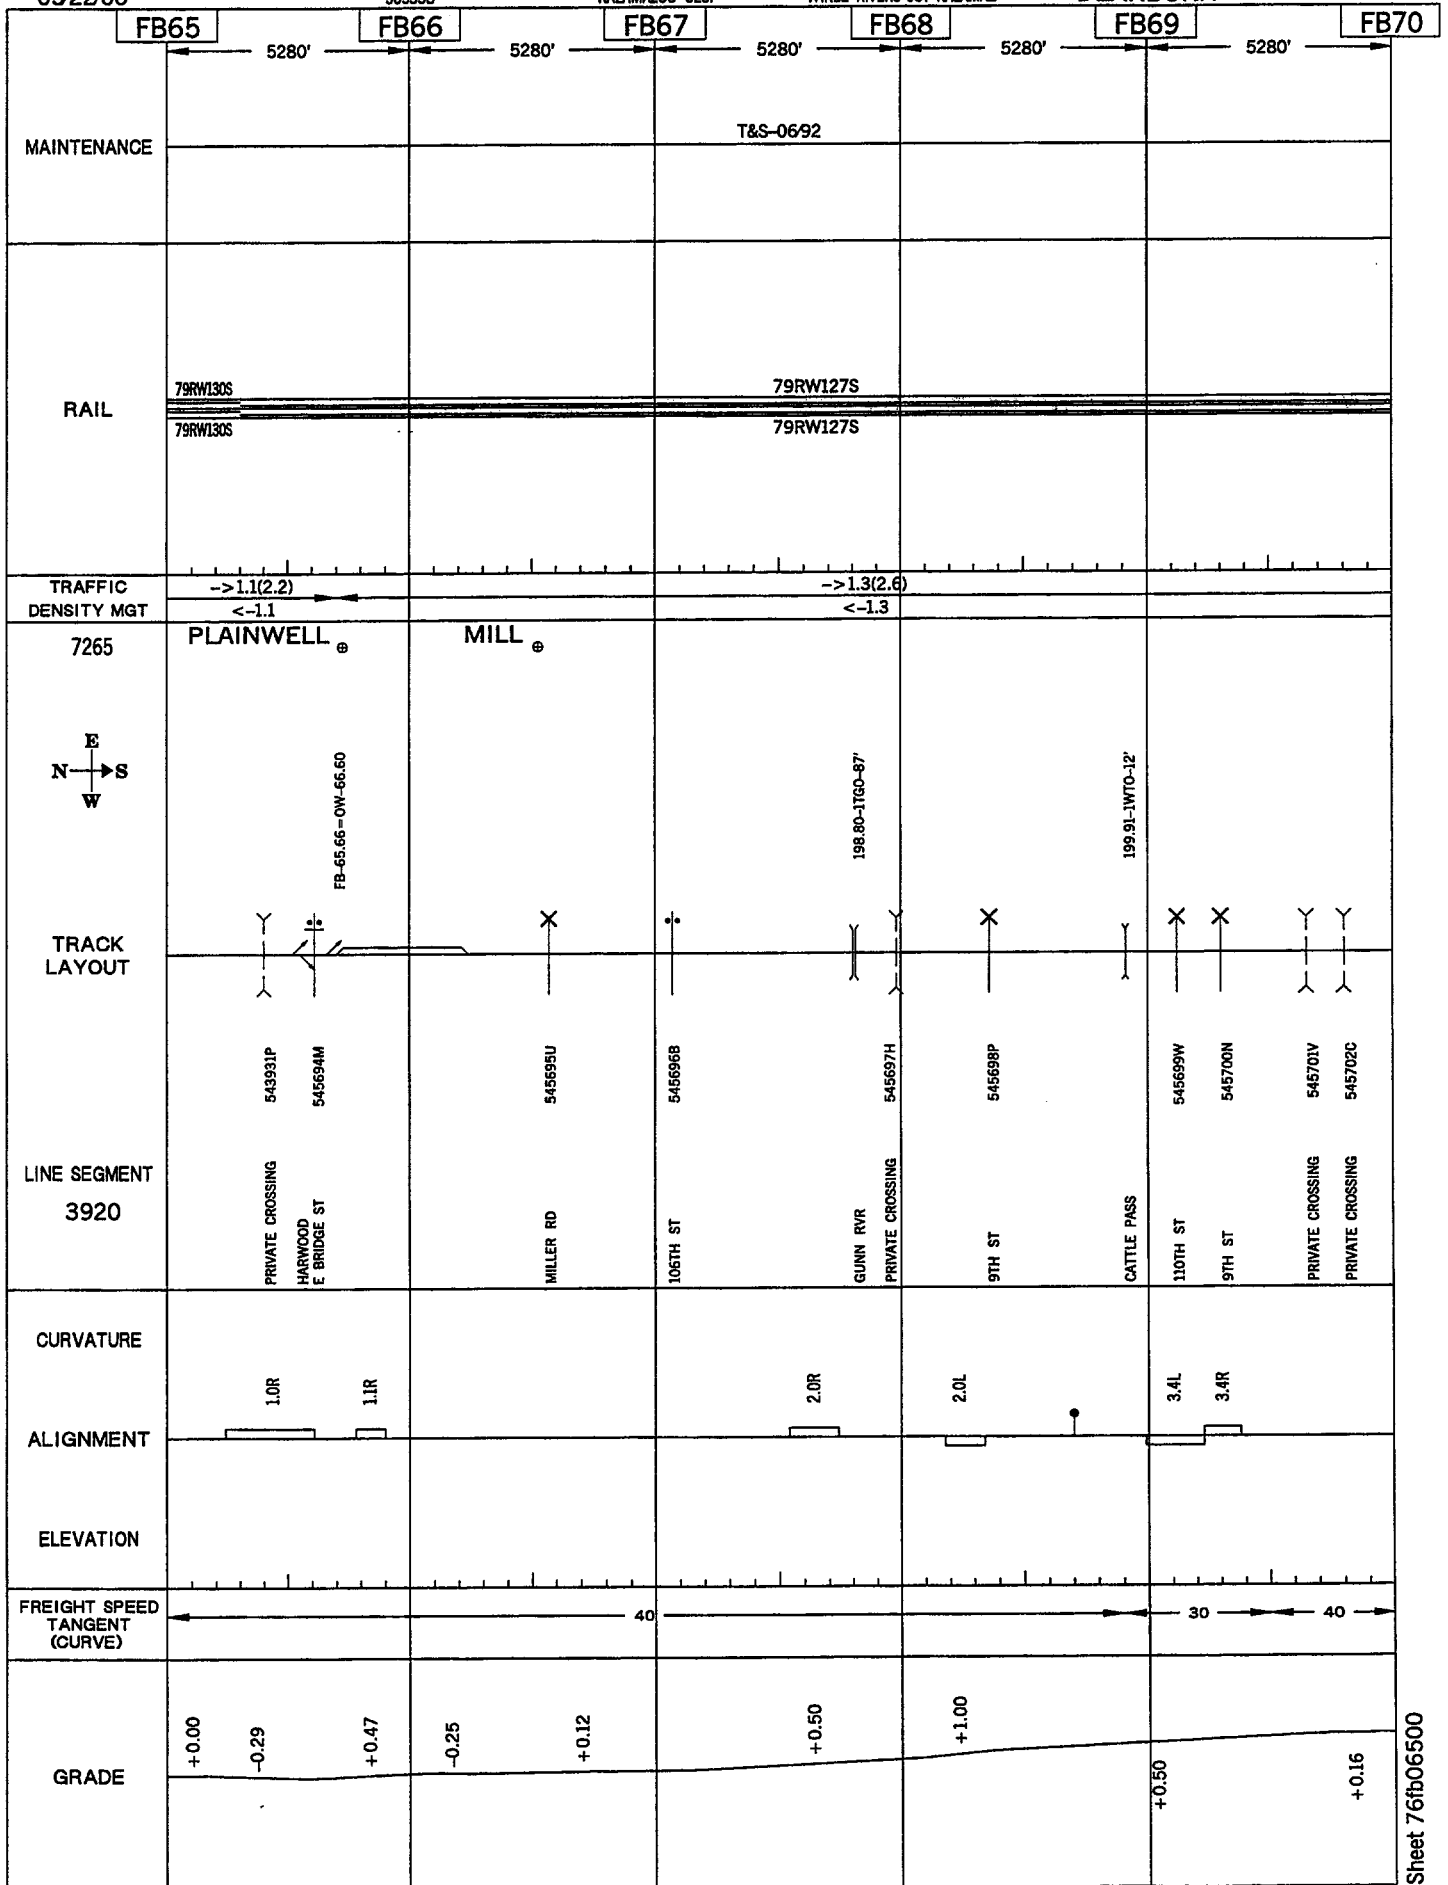 FB65 FB66 FB67 FB68 FB69 FB70
5280' 5280' 5280' 5280' 5280'
MAINTENANCE
T&S-06/92
RAIL
79RW130S 79RW127S
79RW130S 79RW127S
TRAFFIC
DENSITY MGT
->1.1(2.2) ->1.3(2.6)
<-1.1 <-1.3
7265
PLAINWELL MILL
E
N S
W
FB-65.66=OW-66.60
198.80-1TGO-87'
199.91-1WTO-12'
TRACK
LAYOUT
543931P
545694M
545695U
545696B
545697H
545698P
545699W
545700N
545701V
545702C
LINE SEGMENT
3920
PRIVATE CROSSING
HARWOOD
E BRIDGE ST
MILLER RD
106TH ST
GUNN RVR
PRIVATE CROSSING
9TH ST
CATTLE PASS
110TH ST
9TH ST
PRIVATE CROSSING
PRIVATE CROSSING
CURVATURE
1.0R 1.1R 2.0R 2.0L 3.4L 3.4R
ALIGNMENT
ELEVATION
FREIGHT SPEED
TANGENT
(CURVE)
40 30 40
GRADE
+0.00 -0.29 +0.47 -0.25 +0.12 +0.50 +1.00 +0.50 +0.16
Sheet 76fb06500